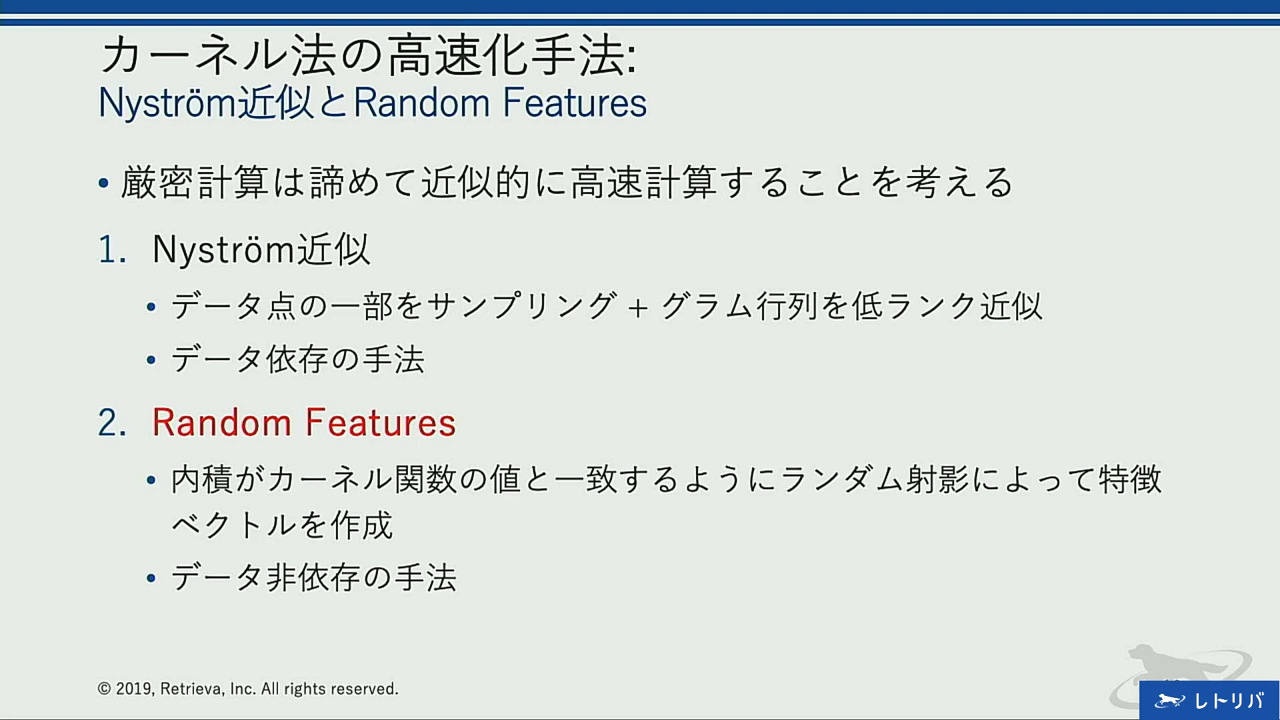 カーネル法の高速化手法:
Nyström近似とRandom Features
• 厳密計算は諦めて近似的に高速計算することを考える
1. Nyström近似
• データ点の一部をサンプリング + グラム行列を低ランク近似
• データ依存の手法
2. Random Features
• 内積がカーネル関数の値と一致するようにランダム射影によって特徴
ベクトルを作成
• データ非依存の手法
© 2019, Retrieva, Inc. All rights reserved.
レトリバ